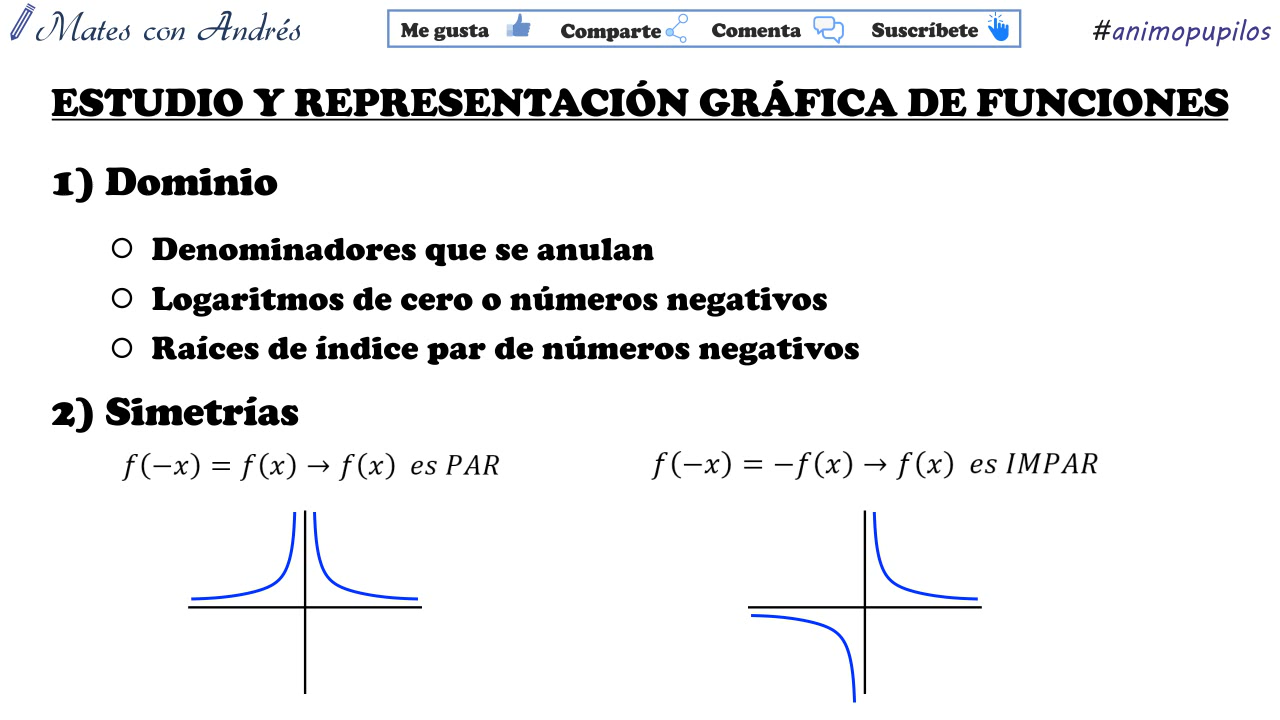 Mates con Andrés
Me gusta Comparte Comenta Suscríbete
#animopupilos
ESTUDIO Y REPRESENTACIÓN GRÁFICA DE FUNCIONES
1) Dominio
Denominadores que se anulan
Logaritmos de cero o números negativos
Raíces de índice par de números negativos
2) Simetrías
f(−x) = f(x) → f(x) es PAR
f(−x) = −f(x) → f(x) es IMPAR